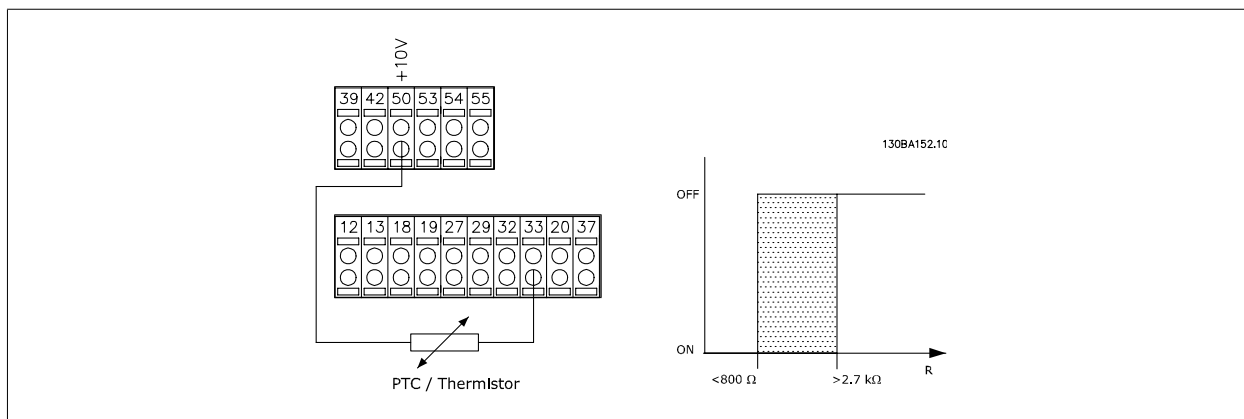 +10V
39 42 50 53 54 55
130BA152.10
OFF
12 13 18 19 27 29 32 33 20 37
ON
<800 Ω >2.7 kΩ
R
PTC / Thermistor